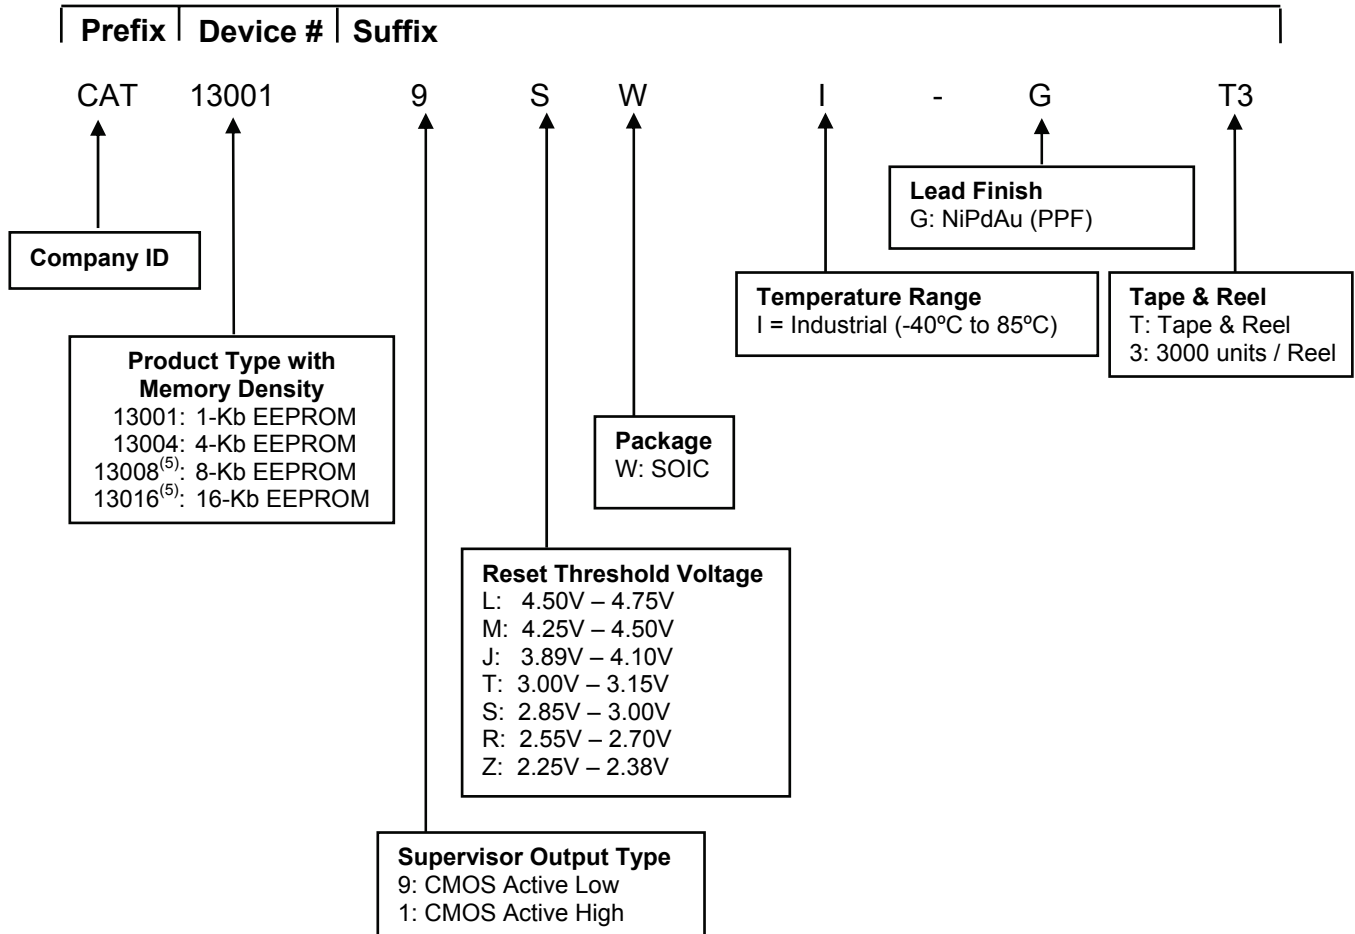 Prefix Device # Suffix
CAT 13001 9 S W I - G T3
Lead Finish
G: NiPdAu (PPF)
Company ID
Temperature Range
I = Industrial (-40ºC to 85ºC)
Tape & Reel
T: Tape & Reel
3: 3000 units / Reel
Product Type with
Memory Density
13001: 1-Kb EEPROM
13004: 4-Kb EEPROM
13008(5): 8-Kb EEPROM
13016(5): 16-Kb EEPROM
Package
W: SOIC
Reset Threshold Voltage
L: 4.50V – 4.75V
M: 4.25V – 4.50V
J: 3.89V – 4.10V
T: 3.00V – 3.15V
S: 2.85V – 3.00V
R: 2.55V – 2.70V
Z: 2.25V – 2.38V
Supervisor Output Type
9: CMOS Active Low
1: CMOS Active High